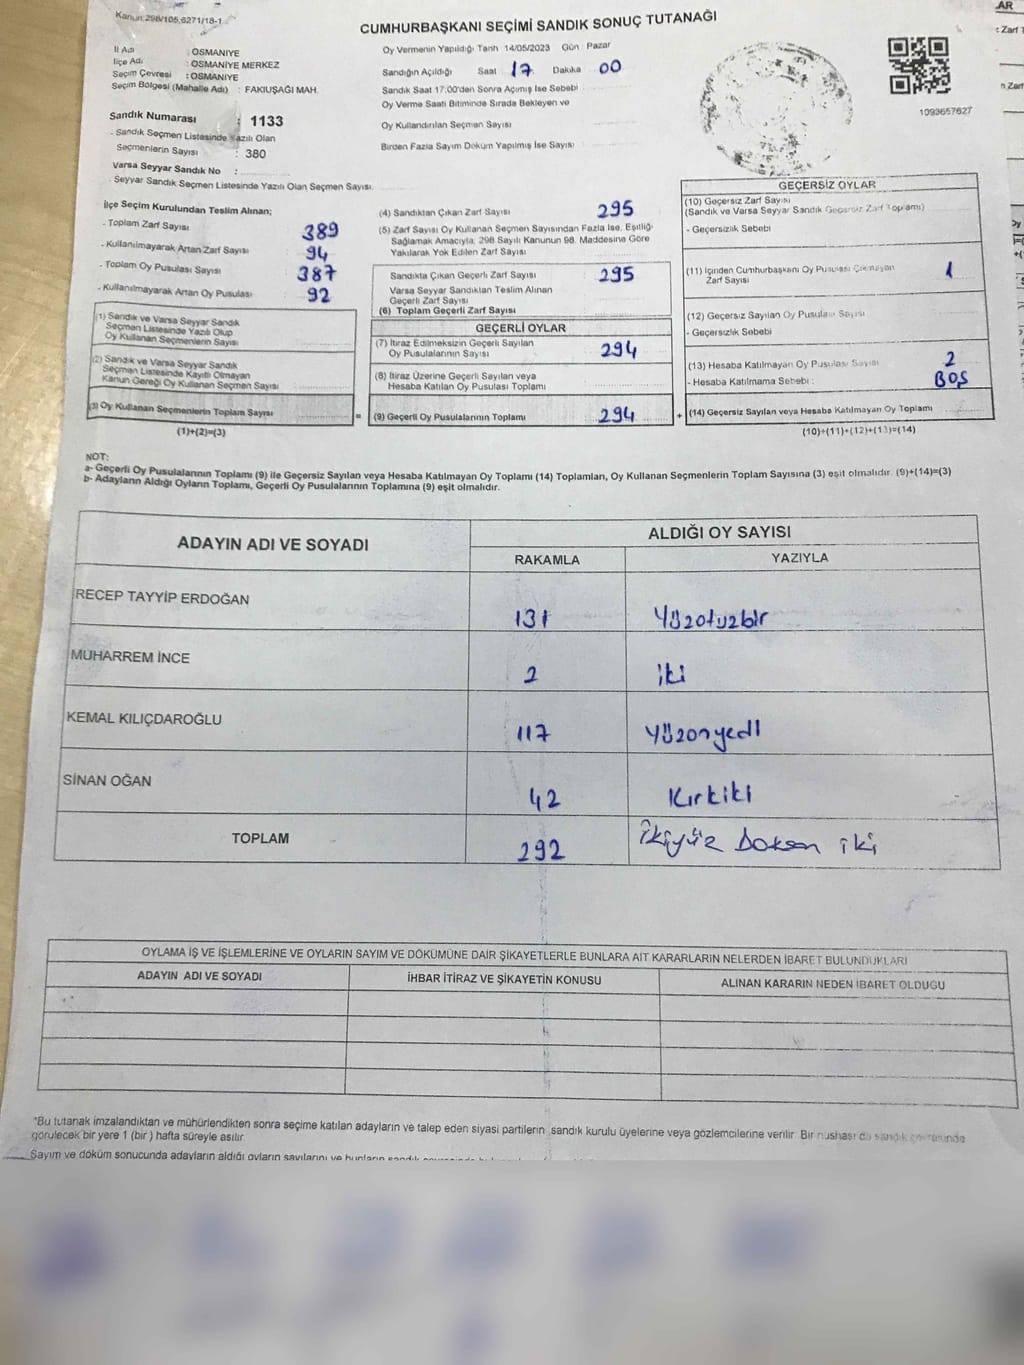 Kanun:298/105,6271/18-1
CUMHURBAŞKANI SEÇİMİ SANDIK SONUÇ TUTANAĞI
İl Adı : OSMANİYE
İlçe Adı : OSMANİYE MERKEZ
Seçim Çevresi : OSMANİYE
Seçim Bölgesi (Mahalle Adı) : FAKIUŞAĞI MAH.
Sandık Numarası : 1133
- Sandık Seçmen Listesinde Yazılı Olan
Seçmenlerin Sayısı : 380
Varsa Seyyar Sandık No :
- Seyyar Sandık Seçmen Listesinde Yazılı Olan Seçmen Sayısı:
Oy Vermenin Yapıldığı Tarih 14/05/2023 Gün Pazar
Sandığın Açıldığı Saat 17 Dakika 00
Sandık Saat 17:00'den Sonra Açımış İse Sebebi
Oy Verme Saati Bitiminde Sırada Bekleyen ve
Oy Kullandırılan Seçmen Sayısı
Birden Fazla Sayım Döküm Yapılmış İse Sayısı
1093657627
İlçe Seçim Kurulundan Teslim Alınan;
- Toplam Zarf Sayısı 389
- Kullanılmayarak Artan Zarf Sayısı 94
- Toplam Oy Pusulası Sayısı 387
- Kullanılmayarak Artan Oy Pusulası 92
(1) Sandık ve Varsa Seyyar Sandık
Seçmen Listesinde Yazılı Olup
Oy Kullanan Seçmenlerin Sayısı
(2) Sandık ve Varsa Seyyar Sandık
Seçmen Listesinde Kayıtlı Olmayan
Kanun Gereği Oy Kullanan Seçmen Sayısı
(3) Oy Kullanan Seçmenlerin Toplam Sayısı
(1)+(2)=(3)
(4) Sandıktan Çıkan Zarf Sayısı 295
(5) Zarf Sayısı Oy Kullanan Seçmen Sayısından Fazla İse, Eşitliği
Sağlamak Amacıyla, 298 Sayılı Kanunun 98. Maddesine Göre
Yakılarak Yok Edilen Zarf Sayısı
Sandıkta Çıkan Geçerli Zarf Sayısı 295
Varsa Seyyar Sandıktan Teslim Alınan
Geçerli Zarf Sayısı
(6) Toplam Geçerli Zarf Sayısı
GEÇERLİ OYLAR
(7) İtiraz Edilmeksizin Geçerli Sayılan
Oy Pusulalarının Sayısı 294
(8) İtiraz Üzerine Geçerli Sayılan veya
Hesaba Katılan Oy Pusulası Toplamı
= (9) Geçerli Oy Pusulalarının Toplamı 294 +
GEÇERSİZ OYLAR
(10) Geçersiz Zarf Sayısı
(Sandık ve Varsa Seyyar Sandık Geçersiz Zarf Toplamı)
- Geçersizlik Sebebi
(11) İçinden Cumhurbaşkanı Oy Pusulası Çıkmayan
Zarf Sayısı 1
(12) Geçersiz Sayılan Oy Pusula Sayısı
- Geçersizlik Sebebi
(13) Hesaba Katılmayan Oy Pusulası Sayısı 2
- Hesaba Katılmama Sebebi : BOŞ
(14) Geçersiz Sayılan veya Hesaba Katılmayan Oy Toplamı
(10)+(11)+(12)+(13)=(14)
NOT:
a- Geçerli Oy Pusulalarının Toplamı (9) ile Geçersiz Sayılan veya Hesaba Katılmayan Oy Toplamı (14) Toplamları, Oy Kullanan Seçmenlerin Toplam Sayısına (3) eşit olmalıdır. (9)+(14)=(3)
b- Adayların Aldığı Oyların Toplamı, Geçerli Oy Pusulalarının Toplamına (9) eşit olmalıdır.
ADAYIN ADI VE SOYADI
ALDIĞI OY SAYISI
RAKAMLA YAZIYLA
RECEP TAYYİP ERDOĞAN 131 Yüzotuzbir
MUHARREM İNCE 2 iki
KEMAL KILIÇDAROĞLU 117 Yüzonyedi
SİNAN OĞAN 42 Kırkiki
TOPLAM 292 İkiyüz Doksan iki
OYLAMA İŞ VE İŞLEMLERİNE VE OYLARIN SAYIM VE DÖKÜMÜNE DAİR ŞİKAYETLERLE BUNLARA AİT KARARLARIN NELERDEN İBARET BULUNDUKLARI
ADAYIN ADI VE SOYADI İHBAR İTİRAZ VE ŞİKAYETİN KONUSU ALINAN KARARIN NEDEN İBARET OLDUĞU
*Bu tutanak imzalandıktan ve mühürlendikten sonra seçime katılan adayların ve talep eden siyasi partilerin sandık kurulu üyelerine veya gözlemcilerine verilir. Bir nushası da sandık çevresinde
görülecek bir yere 1 (bir ) hafta süreyle asılır.
Sayım ve döküm sonucunda adayların aldığı oyların sayılarını ve bunların sandık